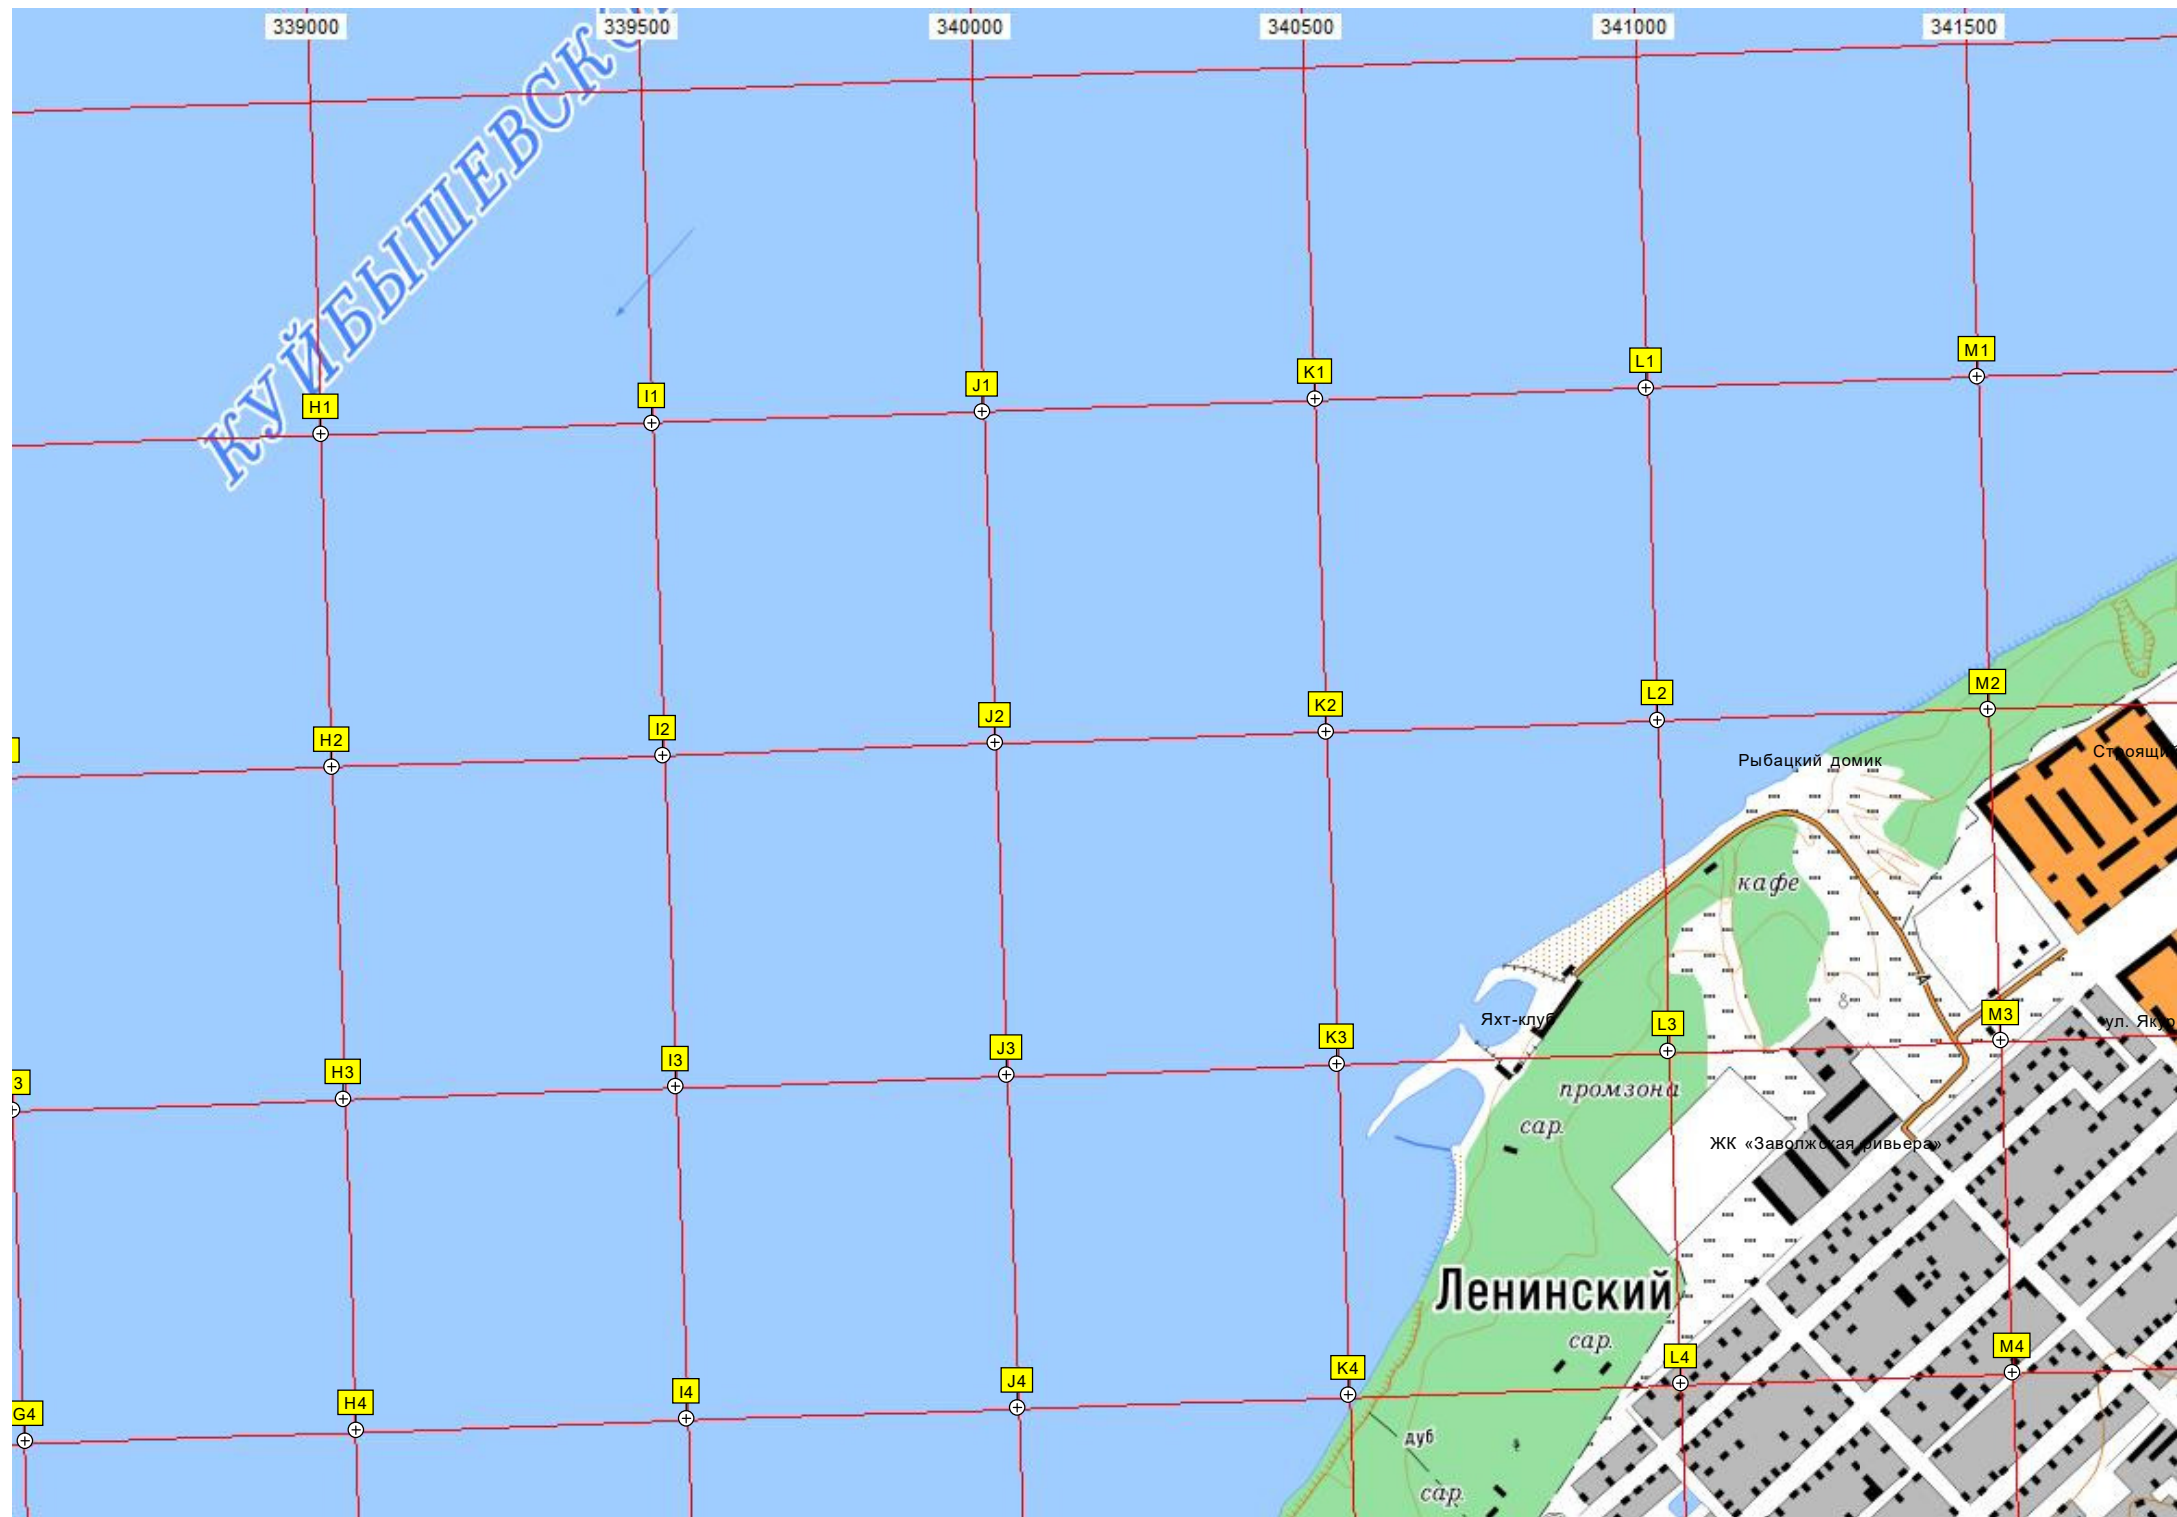 339000 339500 340000 340500 341000 341500
КУЙБЫШЕВСК
H1 I1 J1 K1 L1 M1
H2 I2 J2 K2 L2 M2
Рыбацкий домик
кафе
8
Яхт-клуб
3 H3 I3 J3 K3 L3 M3
промзона
сар.
ЖК «Заволжская ривьера»
Ленинский
сар.
G4 H4 I4 J4 K4 L4 M4
дуб
сар.